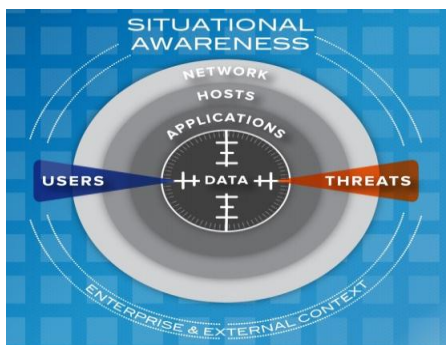 SITUATIONAL
AWARENESS
NETWORK
HOSTS
APPLICATIONS
USERS
DATA
THREATS
ENTERPRISE & EXTERNAL CONTEXT